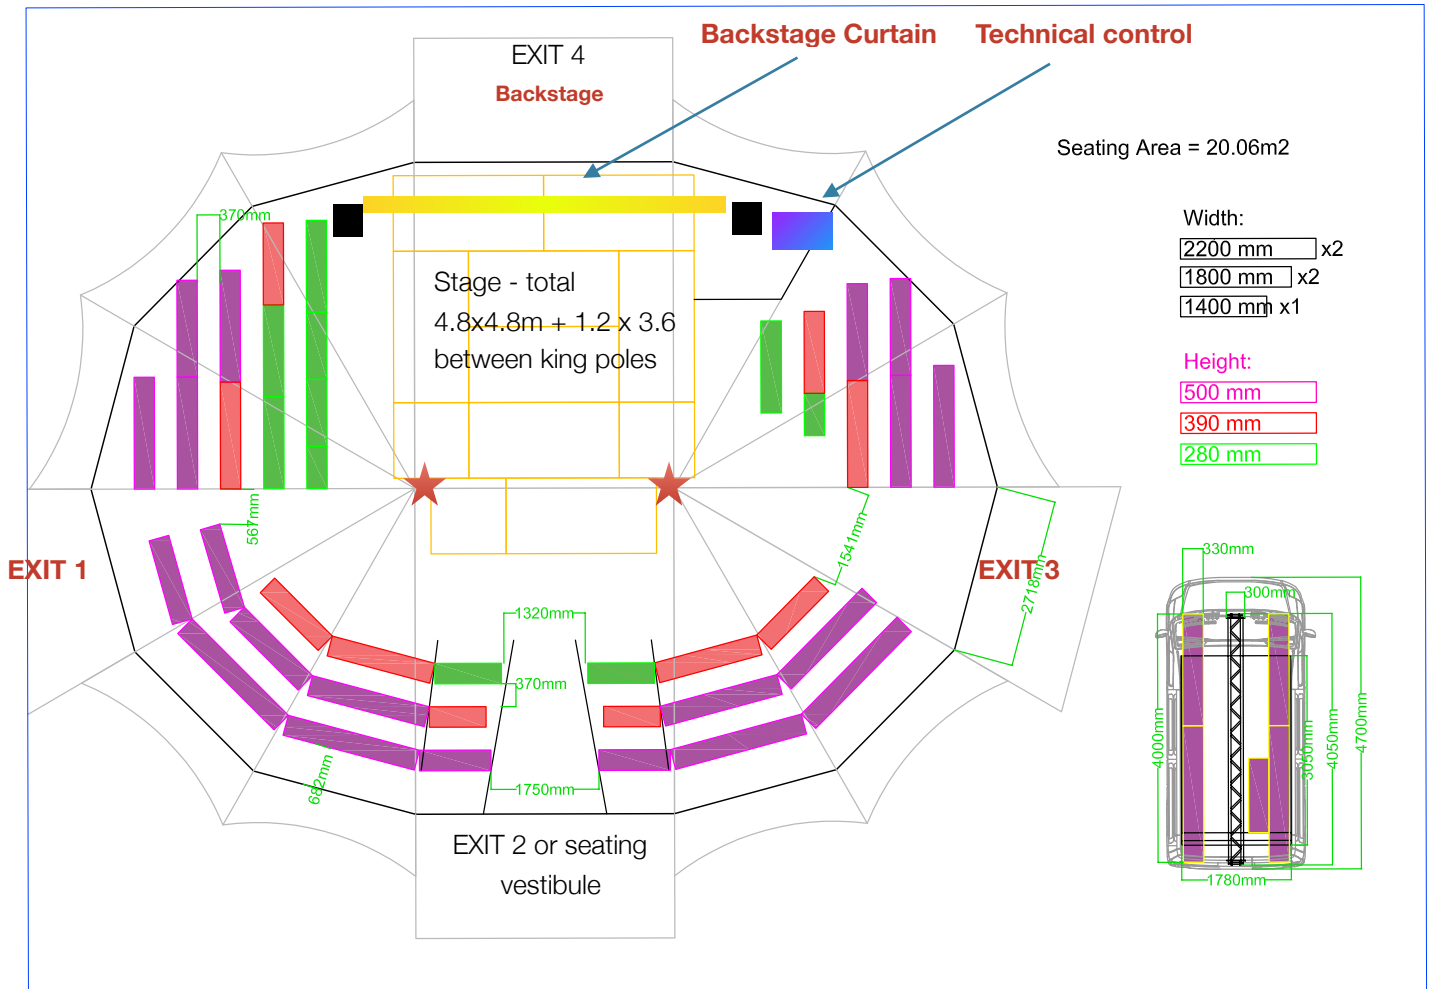 Backstage Curtain
Technical control
EXIT 4
Backstage
Seating Area = 20.06m2
370mm
Width:
2200 mm x2
1800 mm x2
1400 mm x1
Stage - total
4.8x4.8m + 1.2 x 3.6
between king poles
Height:
500 mm
390 mm
280 mm
567mm
1541mm
EXIT 1
EXIT 3
2718mm
1320mm
370mm
682mm
1750mm
EXIT 2 or seating
vestibule
330mm
300mm
4000mm
3050mm
4050mm
4700mm
1780mm